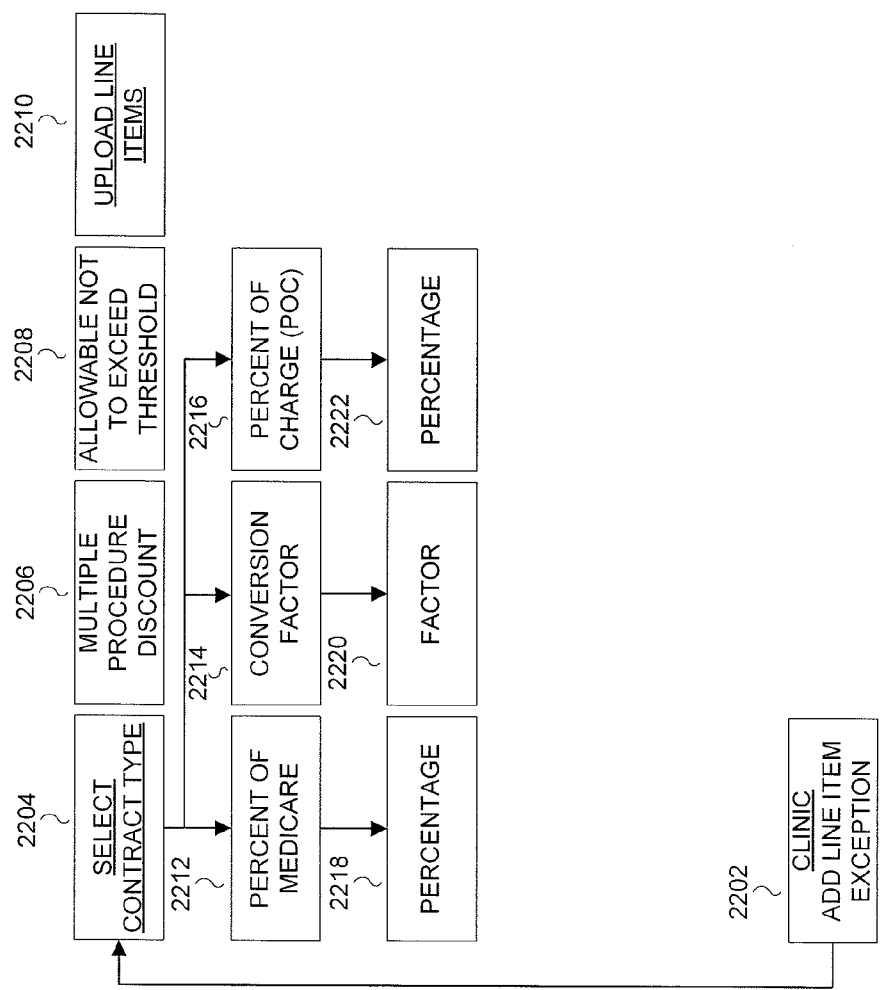 2202
CLINIC
ADD LINE ITEM
EXCEPTION
2204
SELECT
CONTRACT TYPE
2206
MULTIPLE
PROCEDURE
DISCOUNT
2208
ALLOWABLE NOT
TO EXCEED
THRESHOLD
2210
UPLOAD LINE
ITEMS
2212
PERCENT OF
MEDICARE
2214
CONVERSION
FACTOR
2216
PERCENT OF
CHARGE (POC)
2218
PERCENTAGE
2220
FACTOR
2222
PERCENTAGE